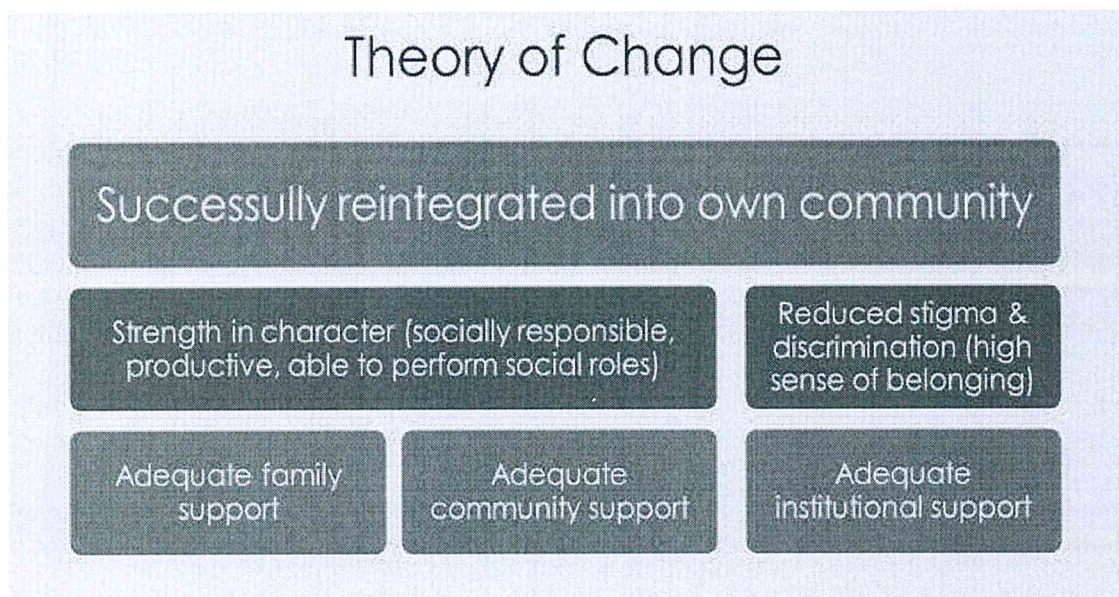 Theory of Change
Successully reintegrated into own community
Strength in character (socially responsible,
productive, able to perform social roles)
Reduced stigma &
discrimination (high
sense of belonging)
Adequate family
support
Adequate
community support
Adequate
institutional support